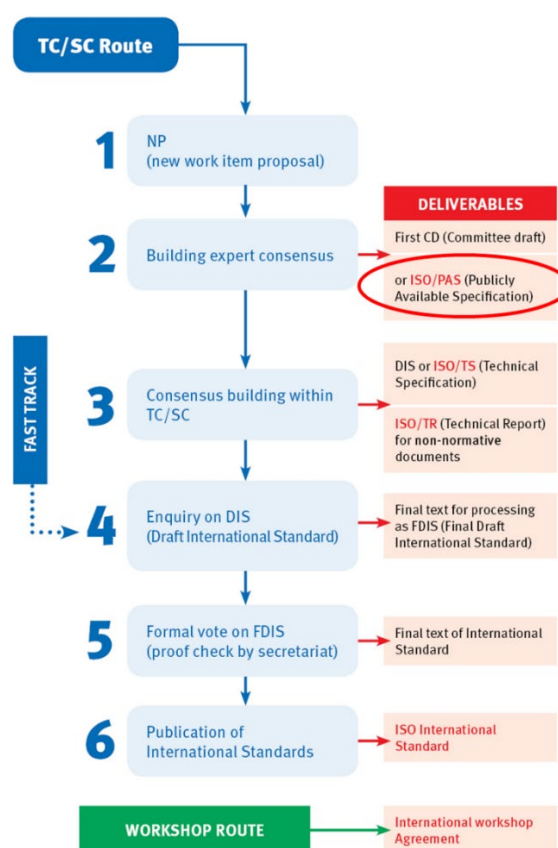 TC/SC Route
1
NP
(new work item proposal)
DELIVERABLES
2
Building expert consensus
First CD (Committee draft)
or ISO/PAS (Publicly
Available Specification)
FAST TRACK
3
Consensus building within
TC/SC
DIS or ISO/TS (Technical
Specification)
ISO/TR (Technical Report)
for non-normative
documents
4
Enquiry on DIS
(Draft International Standard)
Final text for processing
as FDIS (Final Draft
International Standard)
5
Formal vote on FDIS
(proof check by secretariat)
Final text of International
Standard
6
Publication of
International Standards
ISO International
Standard
WORKSHOP ROUTE
International workshop
Agreement